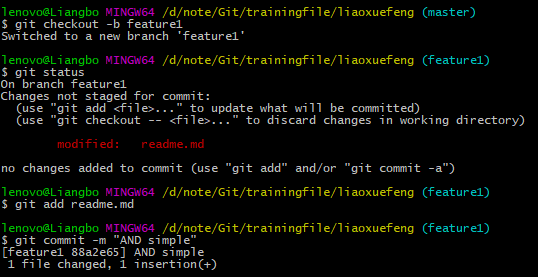 lenovo@Liangbo MINGW64 /d/note/Git/trainingfile/liaoxuefeng (master)
$ git checkout -b feature1
Switched to a new branch 'feature1'
lenovo@Liangbo MINGW64 /d/note/Git/trainingfile/liaoxuefeng (feature1)
$ git status
On branch feature1
Changes not staged for commit:
  (use "git add <file>..." to update what will be committed)
  (use "git checkout -- <file>..." to discard changes in working directory)
        modified:   readme.md
no changes added to commit (use "git add" and/or "git commit -a")
lenovo@Liangbo MINGW64 /d/note/Git/trainingfile/liaoxuefeng (feature1)
$ git add readme.md
lenovo@Liangbo MINGW64 /d/note/Git/trainingfile/liaoxuefeng (feature1)
$ git commit -m "AND simple"
[feature1 88a2e65] AND simple
 1 file changed, 1 insertion(+)